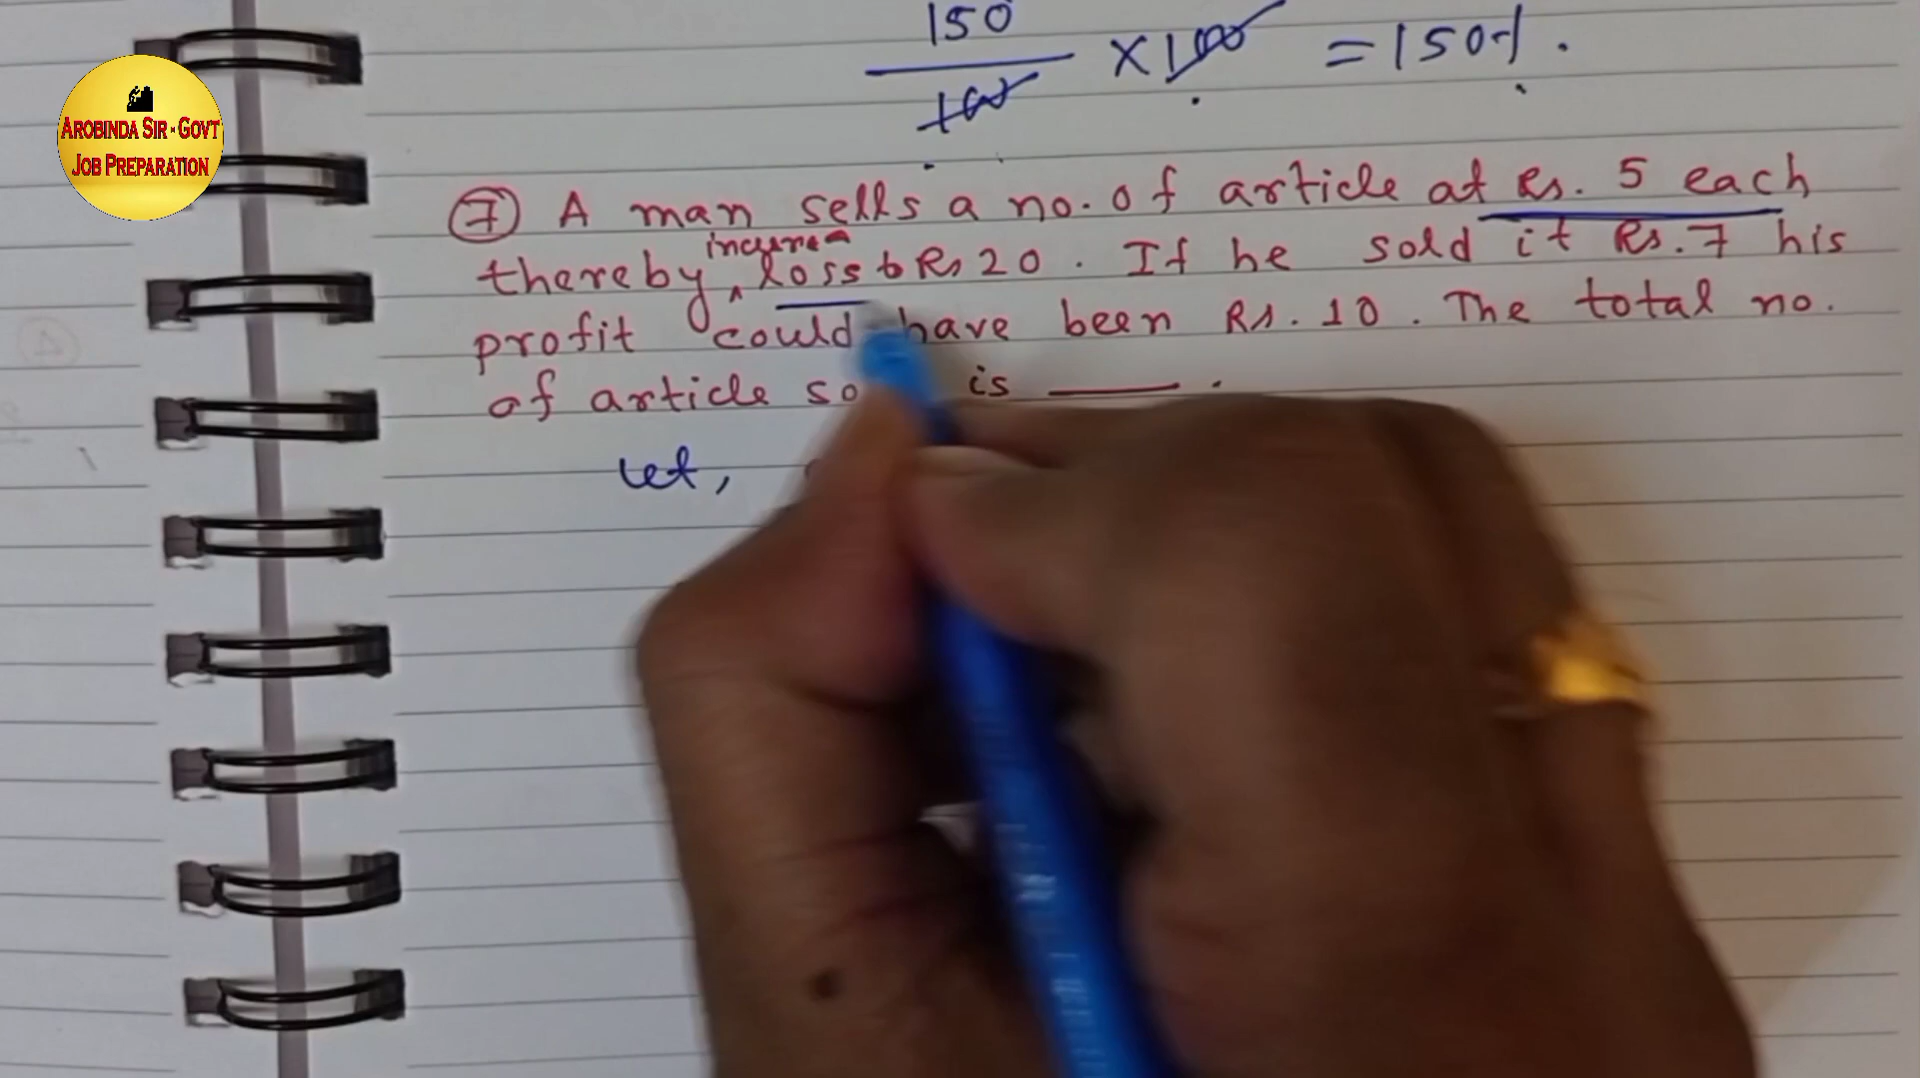 AROBINDA SIR - GOVT
JOB PREPARATION
150
100 × 100 = 150%.
⑦ A man sells a no. of article at Rs. 5 each
thereby incurred loss Rs 20. If he sold it Rs. 7 his
profit could have been Rs. 10. The total no.
of article so is ____.
Let,